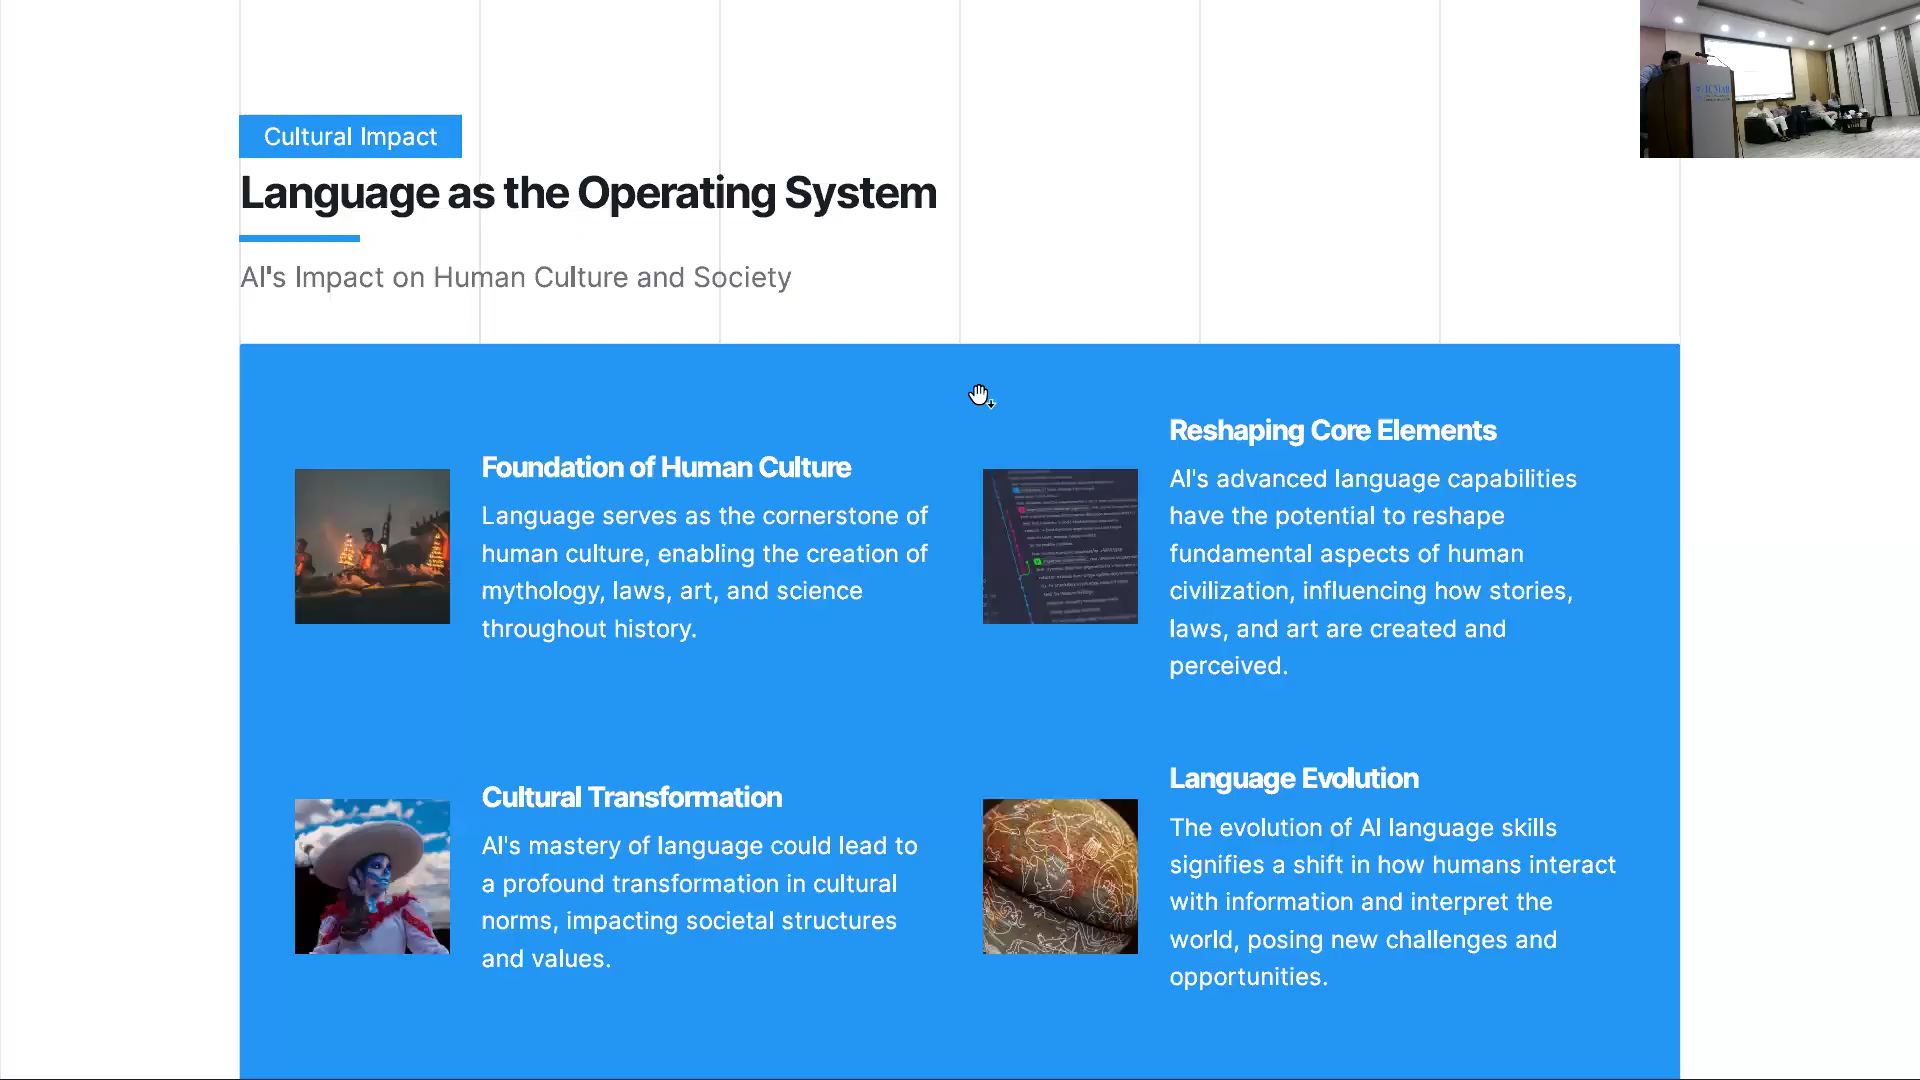 Cultural Impact
Language as the Operating System
AI's Impact on Human Culture and Society
Foundation of Human Culture
Language serves as the cornerstone of
human culture, enabling the creation of
mythology, laws, art, and science
throughout history.
Reshaping Core Elements
AI's advanced language capabilities
have the potential to reshape
fundamental aspects of human
civilization, influencing how stories,
laws, and art are created and
perceived.
Cultural Transformation
AI's mastery of language could lead to
a profound transformation in cultural
norms, impacting societal structures
and values.
Language Evolution
The evolution of AI language skills
signifies a shift in how humans interact
with information and interpret the
world, posing new challenges and
opportunities.